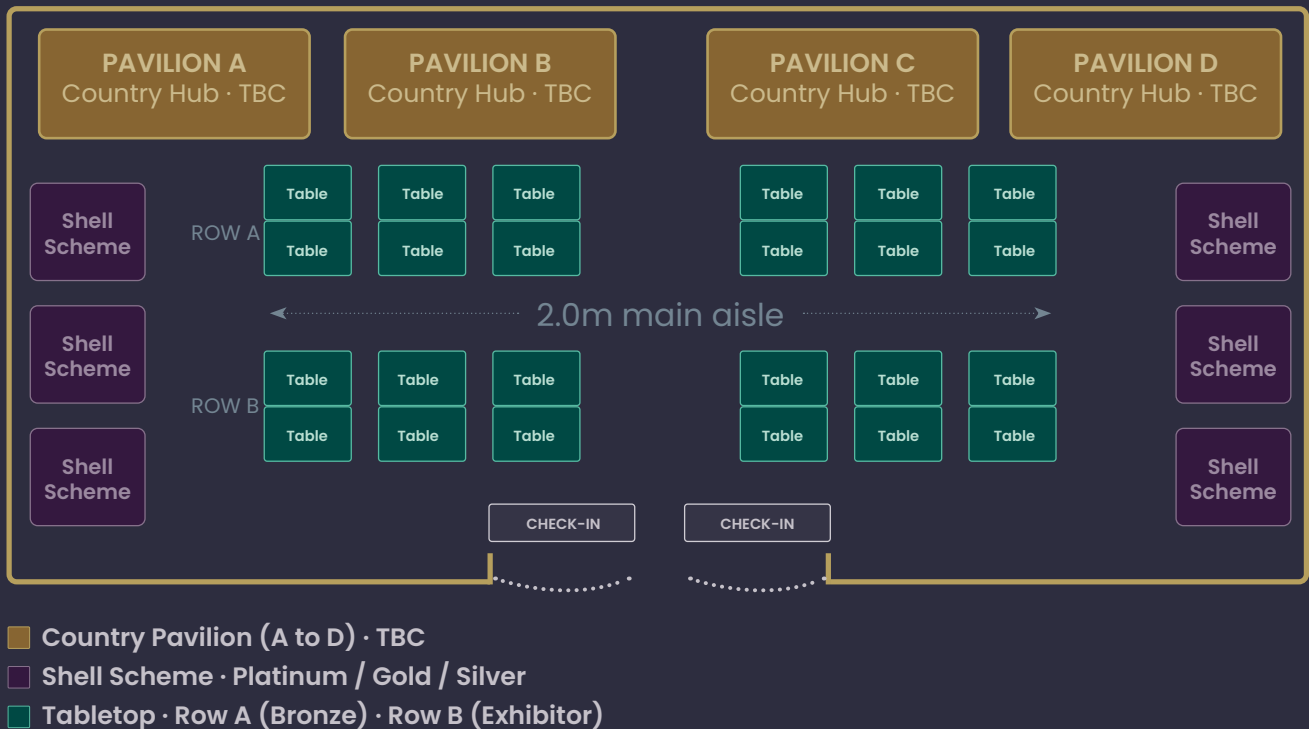 PAVILION A
Country Hub · TBC
PAVILION B
Country Hub · TBC
PAVILION C
Country Hub · TBC
PAVILION D
Country Hub · TBC
Shell
Scheme
ROW A
Table
Table
Table
Table
Table
Table
Table
Table
Table
Table
Table
Table
Shell
Scheme
2.0m main aisle
Shell
Scheme
Shell
Scheme
ROW B
Table
Table
Table
Table
Table
Table
Table
Table
Table
Table
Table
Table
Shell
Scheme
Shell
Scheme
CHECK-IN
CHECK-IN
Country Pavilion (A to D) · TBC
Shell Scheme · Platinum / Gold / Silver
Tabletop · Row A (Bronze) · Row B (Exhibitor)